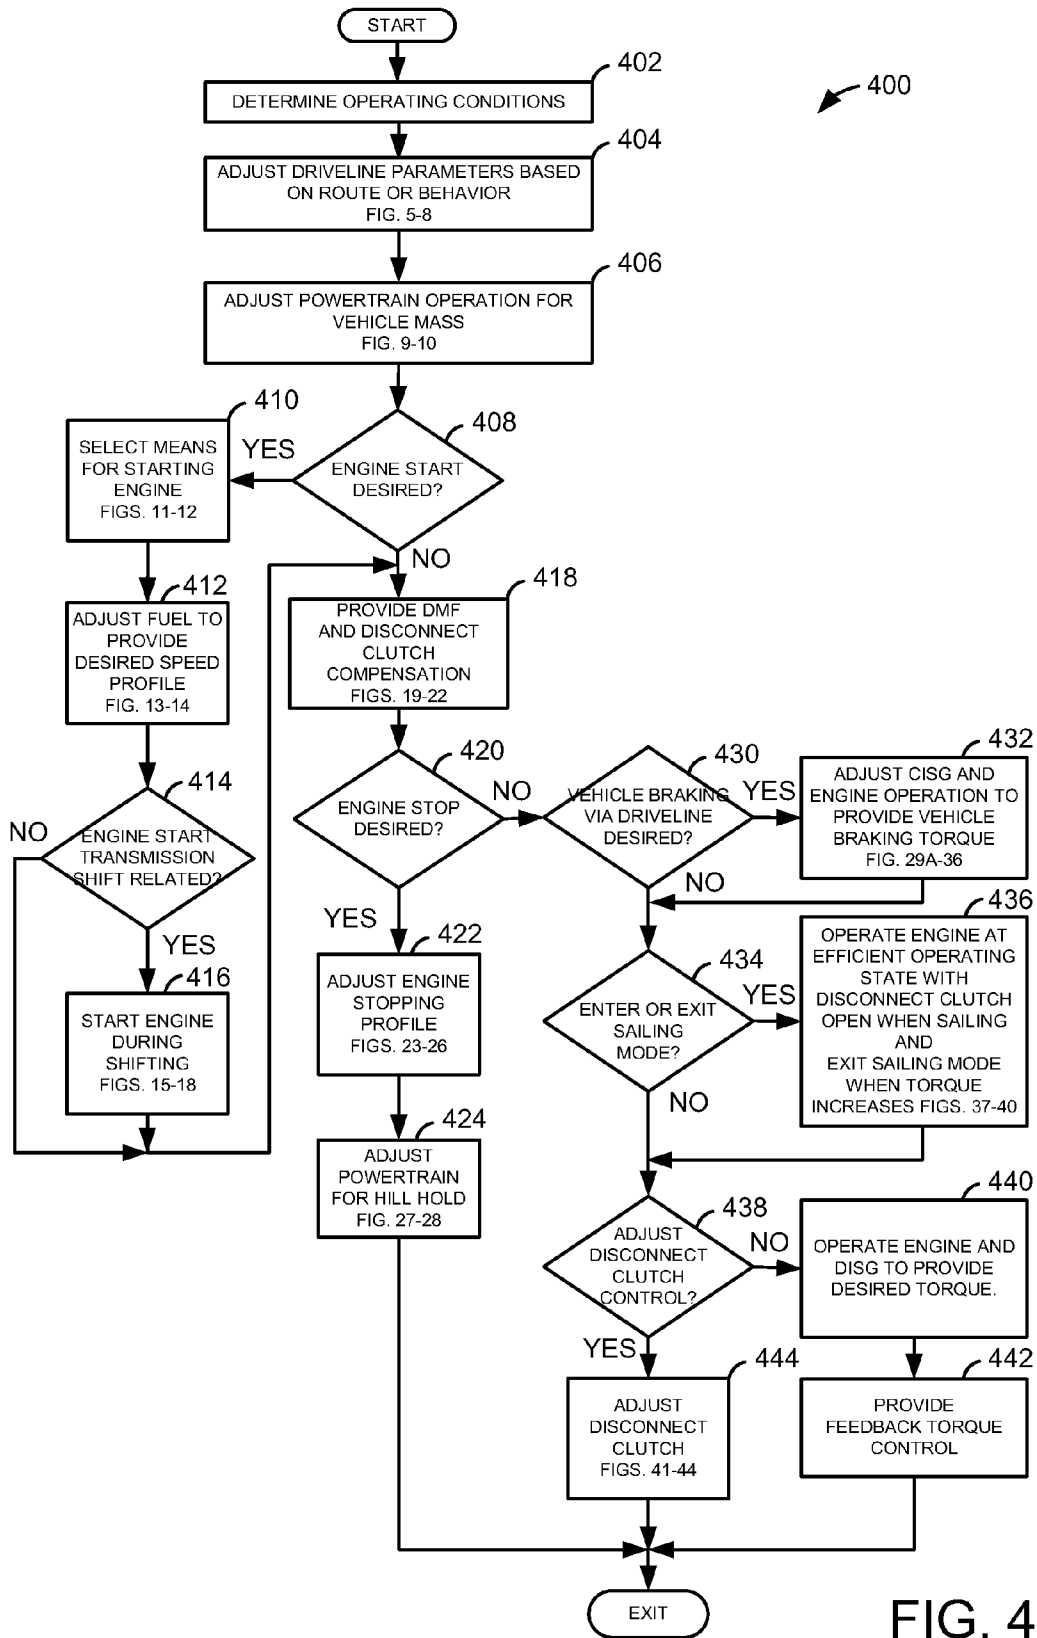 START
402
DETERMINE OPERATING CONDITIONS
400
404
ADJUST DRIVELINE PARAMETERS BASED
ON ROUTE OR BEHAVIOR
FIG. 5-8
406
ADJUST POWERTRAIN OPERATION FOR
VEHICLE MASS
FIG. 9-10
408
ENGINE START
DESIRED?
YES
NO
410
SELECT MEANS
FOR STARTING
ENGINE
FIGS. 11-12
412
ADJUST FUEL TO
PROVIDE
DESIRED SPEED
PROFILE
FIG. 13-14
414
ENGINE START
TRANSMISSION
SHIFT RELATED?
NO
YES
416
START ENGINE
DURING
SHIFTING
FIGS. 15-18
418
PROVIDE DMF
AND DISCONNECT
CLUTCH
COMPENSATION
FIGS. 19-22
420
ENGINE STOP
DESIRED?
NO
YES
422
ADJUST ENGINE
STOPPING
PROFILE
FIGS. 23-26
424
ADJUST
POWERTRAIN
FOR HILL HOLD
FIG. 27-28
430
VEHICLE BRAKING
VIA DRIVELINE
DESIRED?
YES
NO
432
ADJUST CISG AND
ENGINE OPERATION TO
PROVIDE VEHICLE
BRAKING TORQUE
FIG. 29A-36
434
ENTER OR EXIT
SAILING
MODE?
YES
NO
436
OPERATE ENGINE AT
EFFICIENT OPERATING
STATE WITH
DISCONNECT CLUTCH
OPEN WHEN SAILING
AND
EXIT SAILING MODE
WHEN TORQUE
INCREASES FIGS. 37-40
438
ADJUST
DISCONNECT
CLUTCH
CONTROL?
NO
YES
440
OPERATE ENGINE AND
DISG TO PROVIDE
DESIRED TORQUE.
442
PROVIDE
FEEDBACK TORQUE
CONTROL
444
ADJUST
DISCONNECT
CLUTCH
FIGS. 41-44
EXIT
FIG. 4